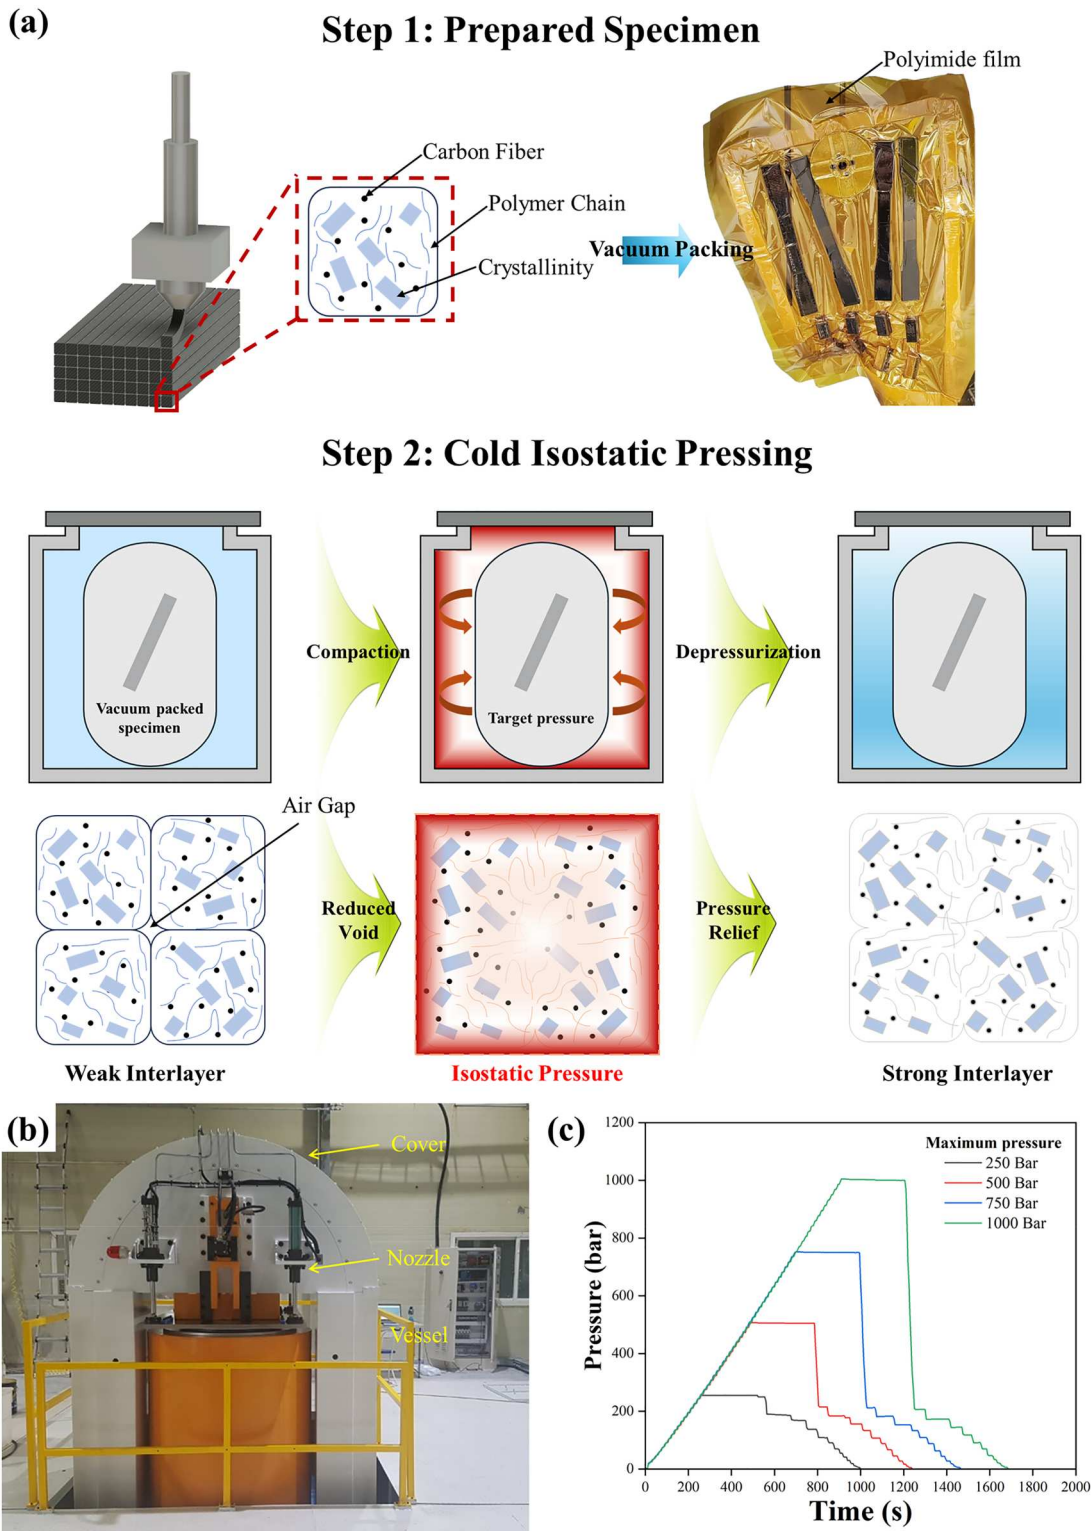 (a)
Step 1: Prepared Specimen
Polyimide film
Carbon Fiber
Polymer Chain
Crystallinity
Vacuum Packing
Step 2: Cold Isostatic Pressing
Vacuum packed
specimen
Compaction
Target pressure
Depressurization
Air Gap
Reduced
Void
Pressure
Relief
Weak Interlayer
Isostatic Pressure
Strong Interlayer
(b)
Cover
Nozzle
Vessel
(c)
Maximum pressure
250 Bar
500 Bar
750 Bar
1000 Bar
Pressure (bar)
1200
1000
800
600
400
200
0
0 200 400 600 800 1000 1200 1400 1600 1800 2000
Time (s)